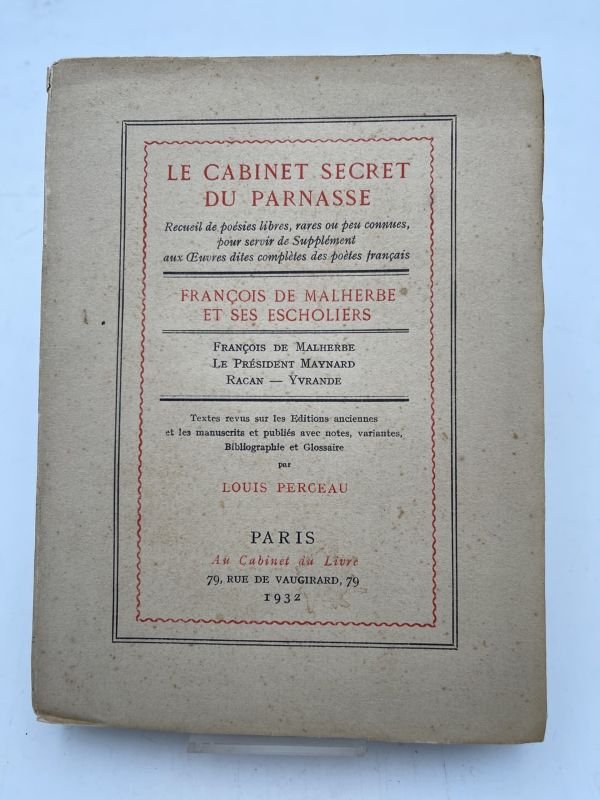 LE CABINET SECRET
DU PARNASSE
Recueil de poésies libres, rares ou peu connues,
pour servir de Supplément
aux Œuvres dites complètes des poètes français
FRANÇOIS DE MALHERBE
ET SES ESCHOLIERS
FRANÇOIS DE MALHERBE
LE PRÉSIDENT MAYNARD
RACAN — YVRANDE
Textes revus sur les Editions anciennes
et les manuscrits et publiés avec notes, variantes,
Bibliographie et Glossaire
par
LOUIS PERCEAU
PARIS
Au Cabinet du Livre
79, RUE DE VAUGIRARD, 79
1932